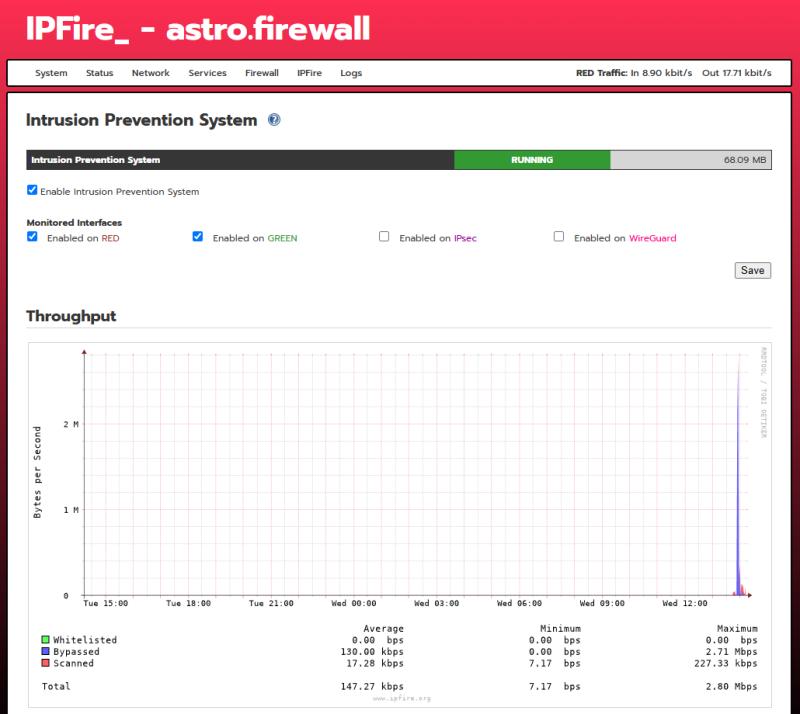 IPFire_ - astro.firewall
System Status Network Services Firewall IPFire Logs RED Traffic: In 8.90 kbit/s Out 17.71 kbit/s
Intrusion Prevention System ?
Intrusion Prevention System RUNNING 68.09 MB
Enable Intrusion Prevention System
Monitored Interfaces
Enabled on RED Enabled on GREEN Enabled on IPsec Enabled on WireGuard
Save
Throughput
RRDTOOL / TOBI OETIKER
Bytes per Second
2 M
1 M
0
Tue 15:00 Tue 18:00 Tue 21:00 Wed 00:00 Wed 03:00 Wed 06:00 Wed 09:00 Wed 12:00
Average Minimum Maximum
Whitelisted 0.00 bps 0.00 bps 0.00 bps
Bypassed 130.00 kbps 0.00 bps 2.71 Mbps
Scanned 17.28 kbps 7.17 bps 227.33 kbps
Total 147.27 kbps 7.17 bps 2.80 Mbps
www.ipfire.org